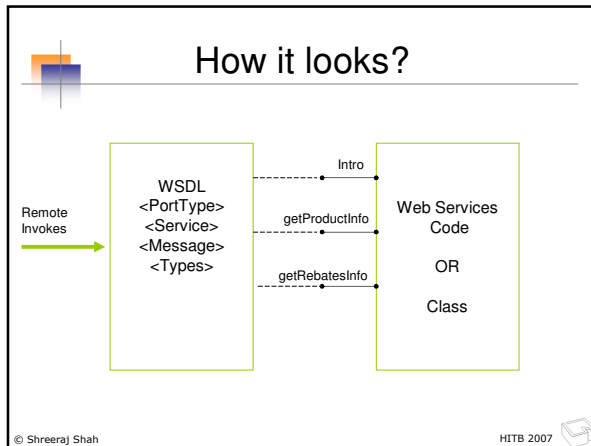 How it looks?
Remote
Invokes
WSDL
<PortType>
<Service>
<Message>
<Types>
Intro
getProductInfo
getRebatesInfo
Web Services
Code
OR
Class
© Shreeraj Shah
HITB 2007